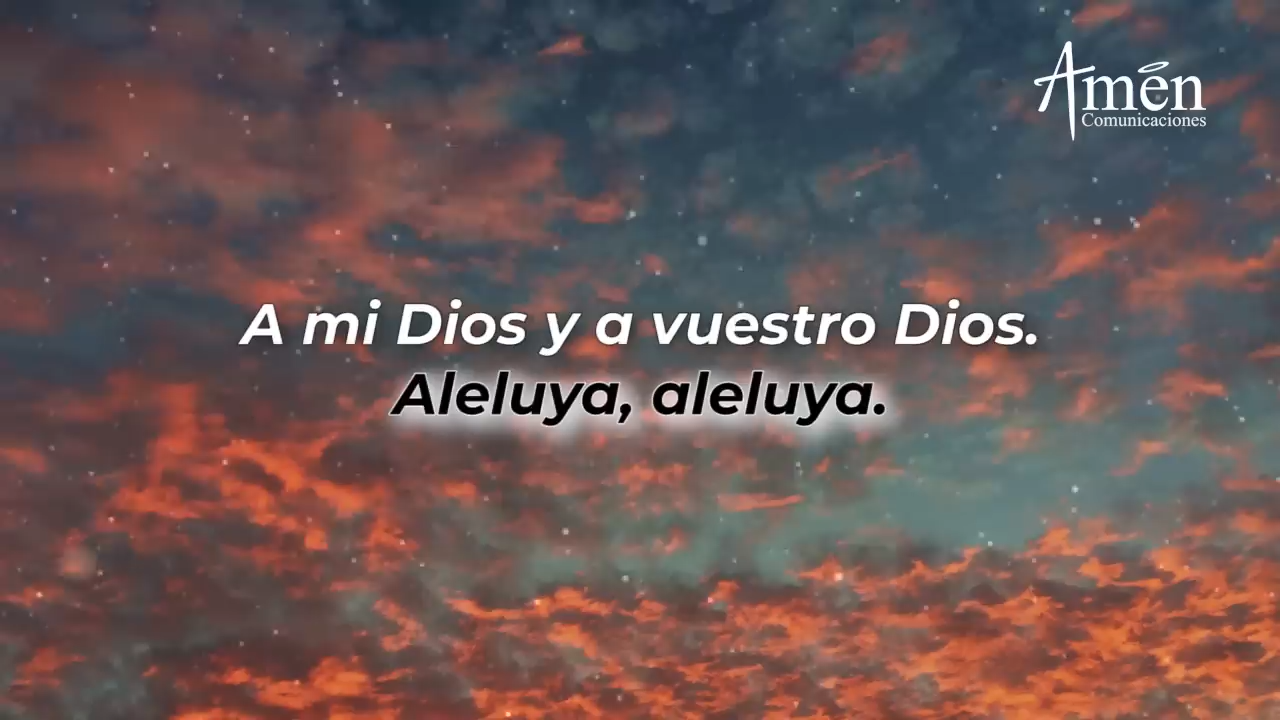 Amén
Comunicaciones
A mi Dios y a vuestro Dios.
Aleluya, aleluya.